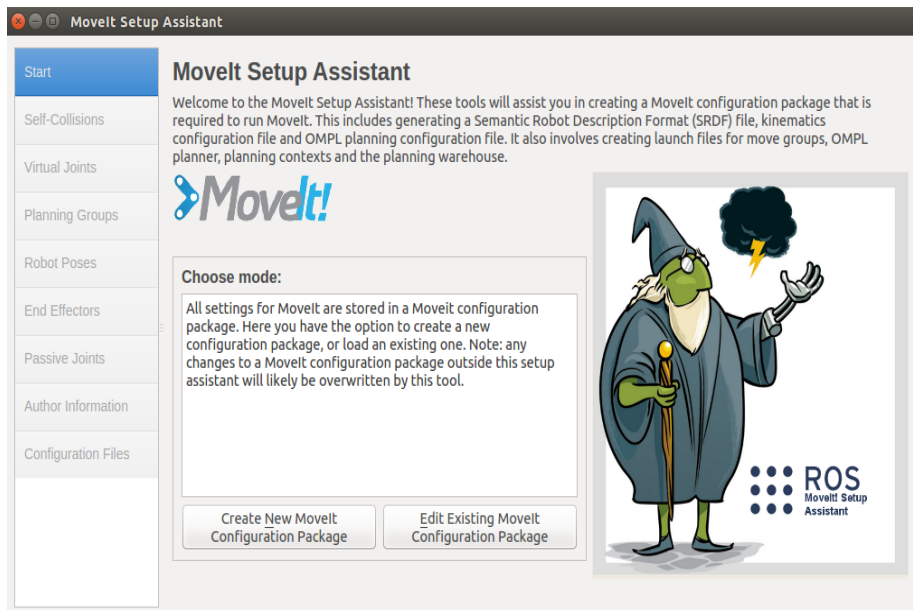 MoveIt Setup Assistant
Start
Self-Collisions
Virtual Joints
Planning Groups
Robot Poses
End Effectors
Passive Joints
Author Information
Configuration Files
MoveIt Setup Assistant
Welcome to the MoveIt Setup Assistant! These tools will assist you in creating a MoveIt configuration package that is
required to run MoveIt. This includes generating a Semantic Robot Description Format (SRDF) file, kinematics
configuration file and OMPL planning configuration file. It also involves creating launch files for move groups, OMPL
planner, planning contexts and the planning warehouse.
MoveIt!
Choose mode:
All settings for MoveIt are stored in a Moveit configuration
package. Here you have the option to create a new
configuration package, or load an existing one. Note: any
changes to a MoveIt configuration package outside this setup
assistant will likely be overwritten by this tool.
Create New MoveIt
Configuration Package
Edit Existing MoveIt
Configuration Package
ROS
MoveIt! Setup
Assistant